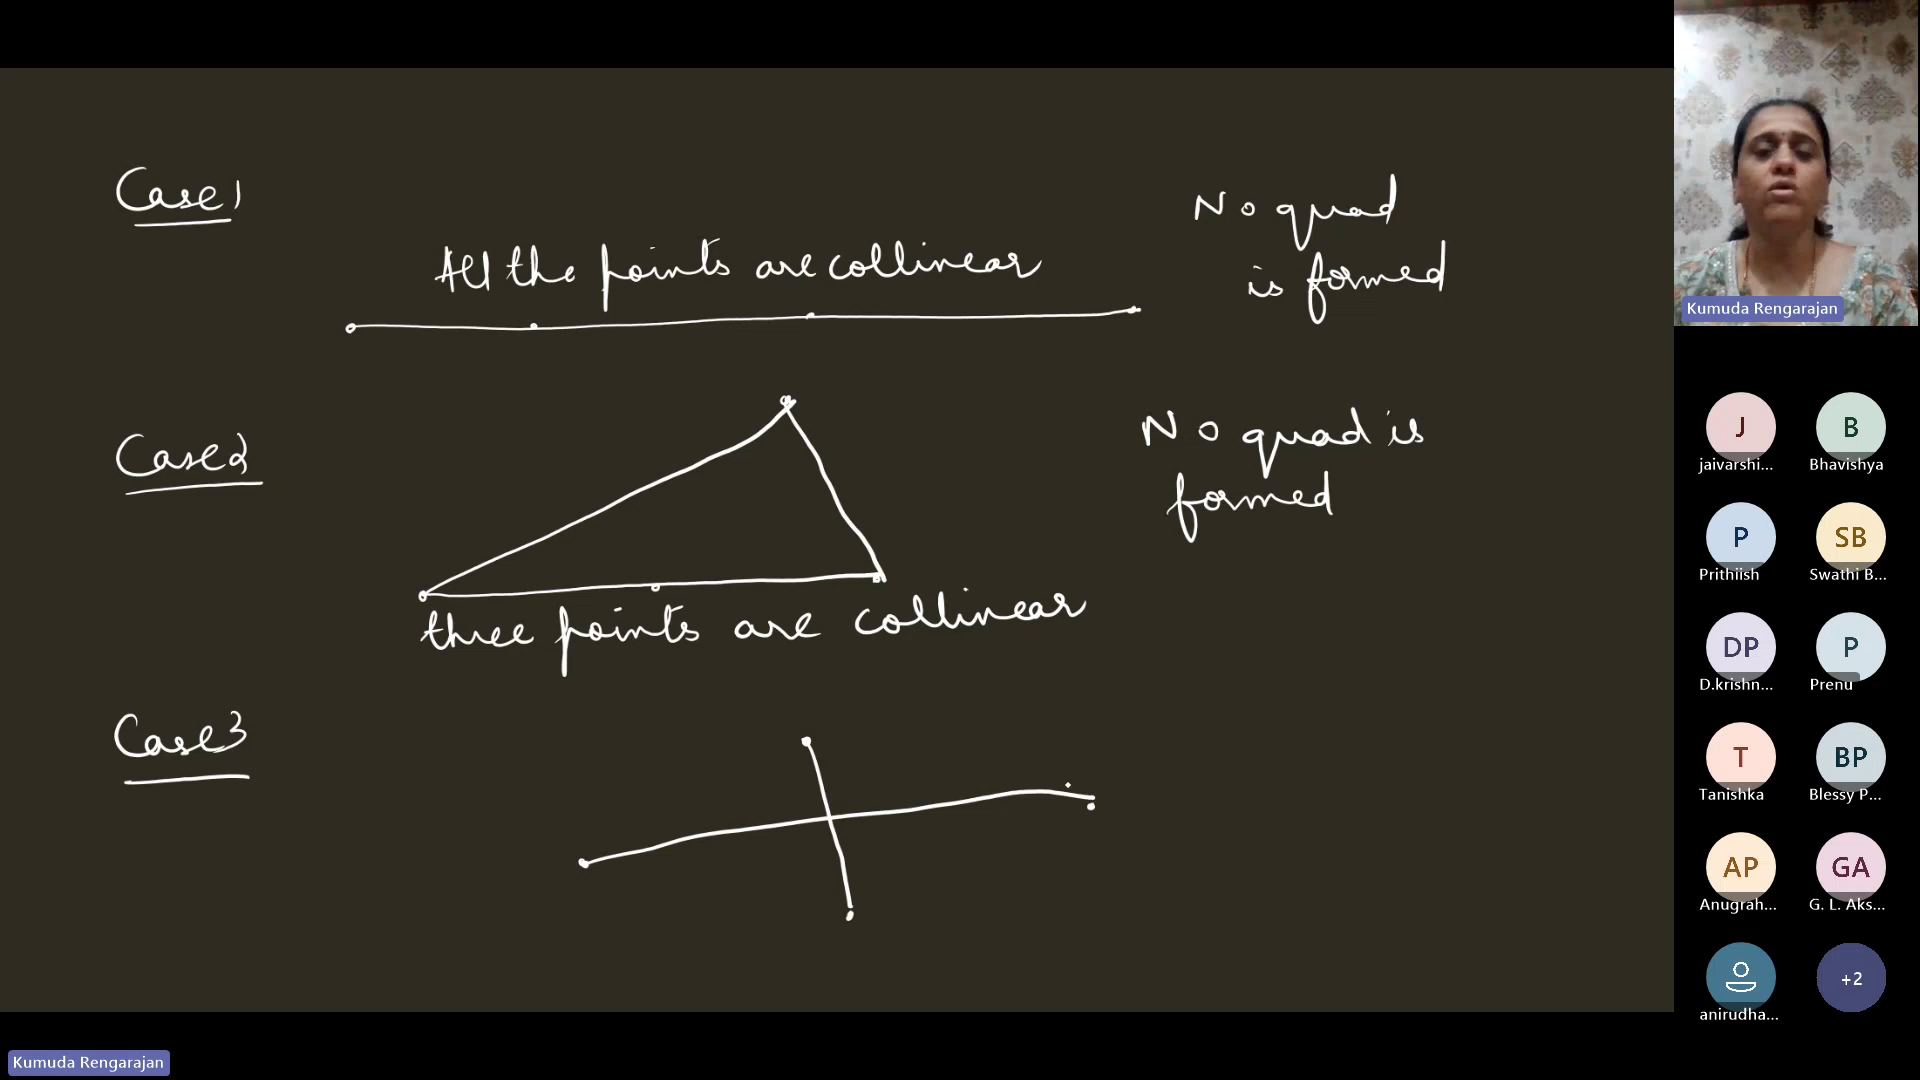 Case 1
No quad
is formed
All the points are collinear
Case 2
No quad is
formed
three points are collinear
Case 3
Kumuda Rengarajan
J
B
jaivarshi...
Bhavishya
P
SB
Prithiish
Swathi B...
DP
P
D.krishn...
Prenu
T
BP
Tanishka
Blessy P...
AP
GA
Anugrah...
G. L. Aks...
+2
anirudha...
Kumuda Rengarajan